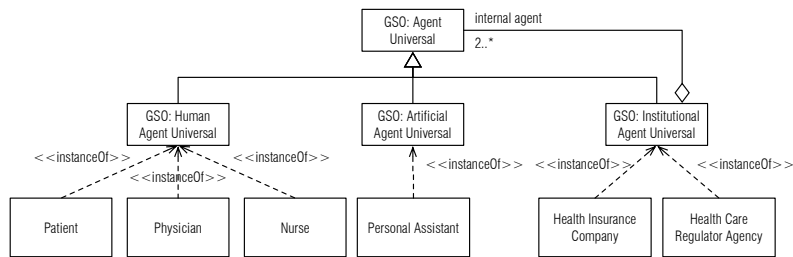 GSO: Agent
Universal
internal agent
2..*
GSO: Human
Agent Universal
GSO: Artificial
Agent Universal
GSO: Institutional
Agent Universal
<<instanceOf>>
<<instanceOf>>
<<instanceOf>>
<<instanceOf>>
<<instanceOf>>
<<instanceOf>>
Patient
Physician
Nurse
Personal Assistant
Health Insurance
Company
Health Care
Regulator Agency